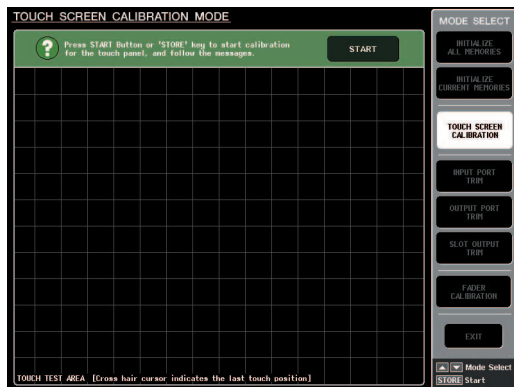 TOUCH SCREEN CALIBRATION MODE
Press START Button or 'STORE' key to start calibration
for the touch panel, and follow the messages.
START
TOUCH TEST AREA [Cross hair cursor indicates the last touch position]
MODE SELECT
INITIALIZE
ALL MEMORIES
INITIALIZE
CURRENT MEMORIES
TOUCH SCREEN
CALIBRATION
INPUT PORT
TRIM
OUTPUT PORT
TRIM
SLOT OUTPUT
TRIM
FADER
CALIBRATION
EXIT
Mode Select
STORE Start